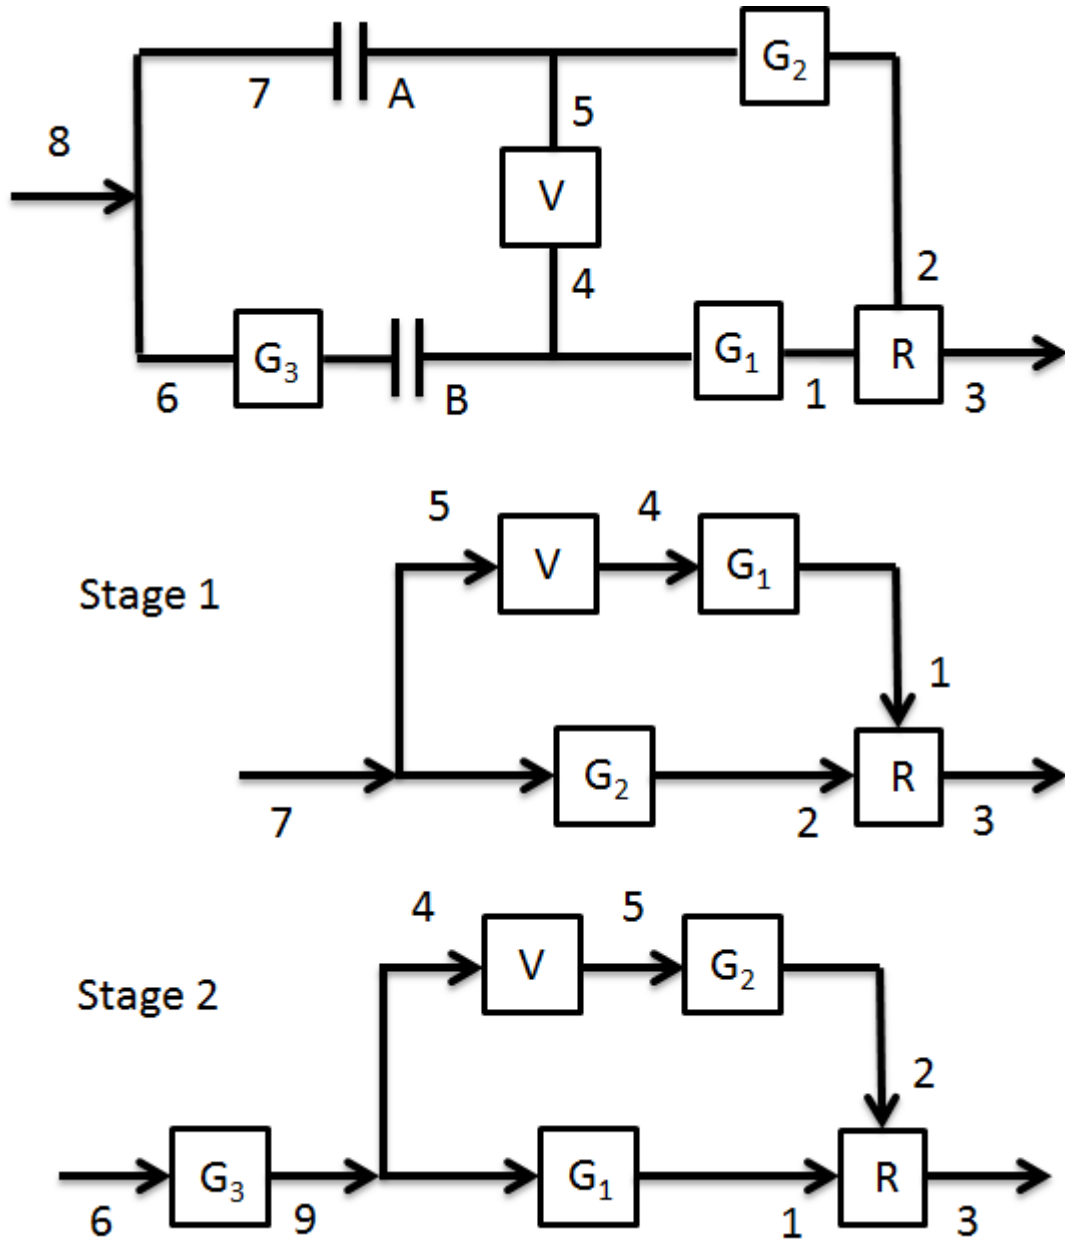 7 A G₂
8 5
V
4 2
G₃ G₁ R
6 B 1 3
5 V 4 G₁
Stage 1
1
G₂ R
7 2 3
4 V 5 G₂
Stage 2
2
G₃ G₁ R
6 9 1 3